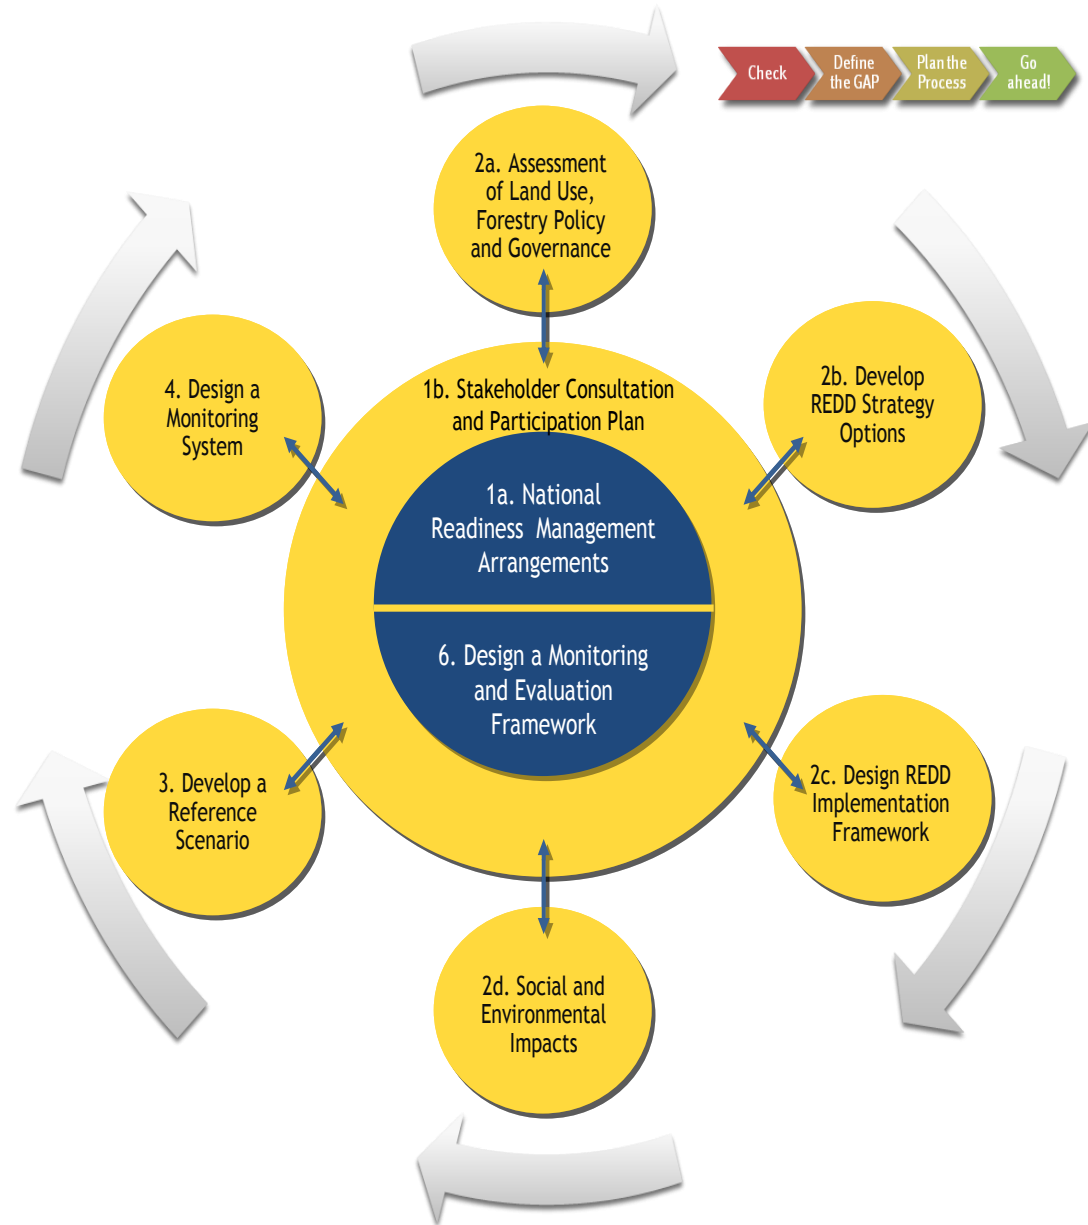 Check
Define
the GAP
Plan the
Process
Go
ahead!
2a. Assessment
of Land Use,
Forestry Policy
and Governance
4. Design a
Monitoring
System
1b. Stakeholder Consultation
and Participation Plan
2b. Develop
REDD Strategy
Options
1a. National
Readiness Management
Arrangements
6. Design a Monitoring
and Evaluation
Framework
3. Develop a
Reference
Scenario
2c. Design REDD
Implementation
Framework
2d. Social and
Environmental
Impacts